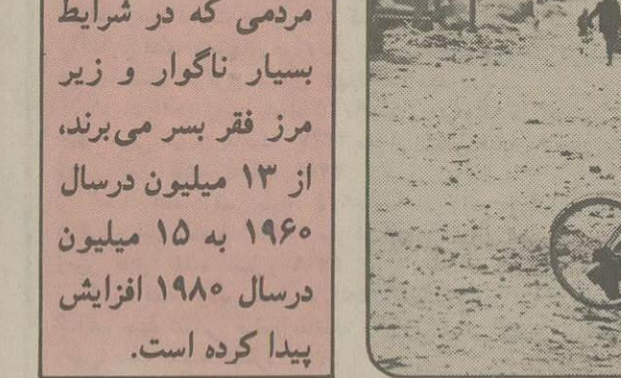 مردمی که در شرایط
بسیار ناگوار و زیر
مرز فقر بسر می‌برند،
از ۱۳ میلیون درسال
۱۹۶۰ به ۱۵ میلیون
درسال ۱۹۸۰ افزایش
پیدا کرده است.